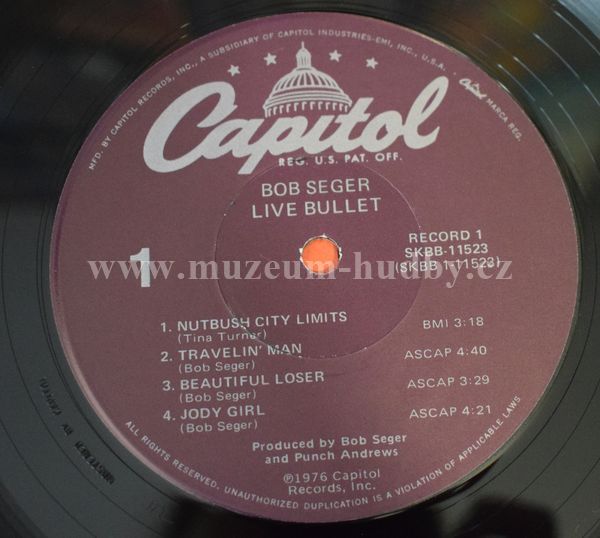 MFD. BY CAPITOL RECORDS, INC., A SUBSIDIARY OF CAPITOL INDUSTRIES-EMI, INC., U.S.A.
Capitol MARCA REG.
Capitol
REG. U.S. PAT. OFF.
BOB SEGER
LIVE BULLET
1
RECORD 1
SKBB-11523
(SKBB 1-11523)
www.muzeum-hudby.cz
1. NUTBUSH CITY LIMITS BMI 3:18
(Tina Turner)
2. TRAVELIN' MAN ASCAP 4:40
(Bob Seger)
3. BEAUTIFUL LOSER ASCAP 3:29
(Bob Seger)
4. JODY GIRL ASCAP 4:21
(Bob Seger)
Produced by Bob Seger
and Punch Andrews
℗1976 Capitol
Records, Inc.
ALL RIGHTS RESERVED. UNAUTHORIZED DUPLICATION IS A VIOLATION OF APPLICABLE LAWS
MASTERED BY CAPITOL